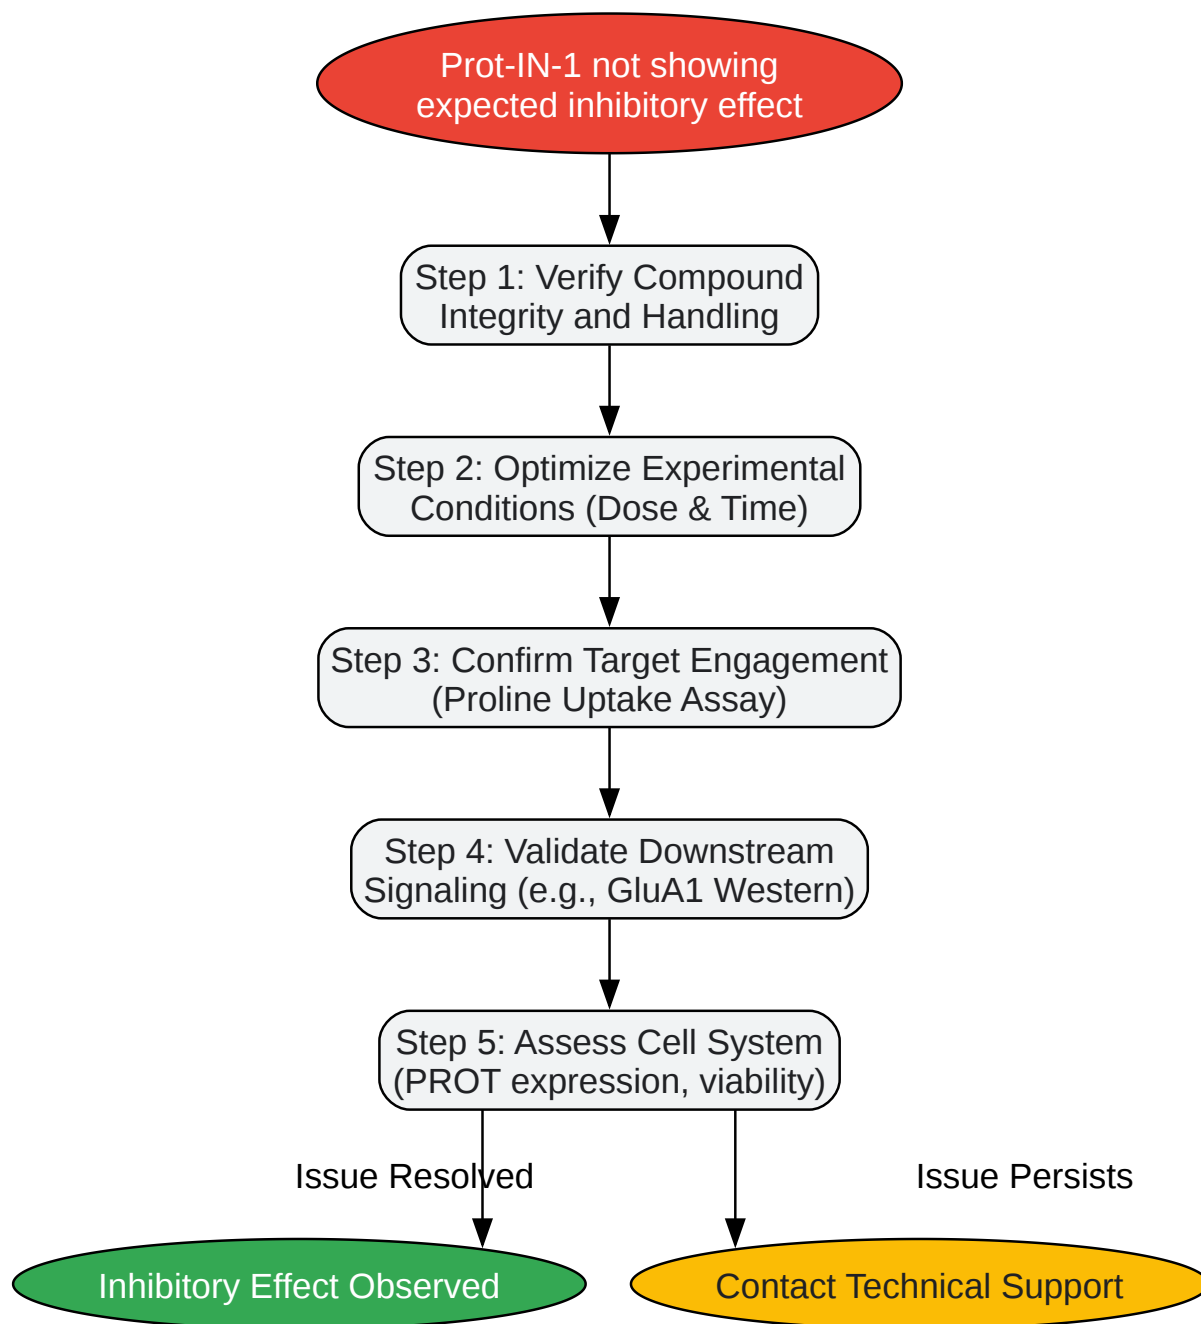 Prot-IN-1 not showing
expected inhibitory effect
Step 1: Verify Compound
Integrity and Handling
Step 2: Optimize Experimental
Conditions (Dose & Time)
Step 3: Confirm Target Engagement
(Proline Uptake Assay)
Step 4: Validate Downstream
Signaling (e.g., GluA1 Western)
Step 5: Assess Cell System
(PROT expression, viability)
Issue Resolved
Issue Persists
Inhibitory Effect Observed
Contact Technical Support